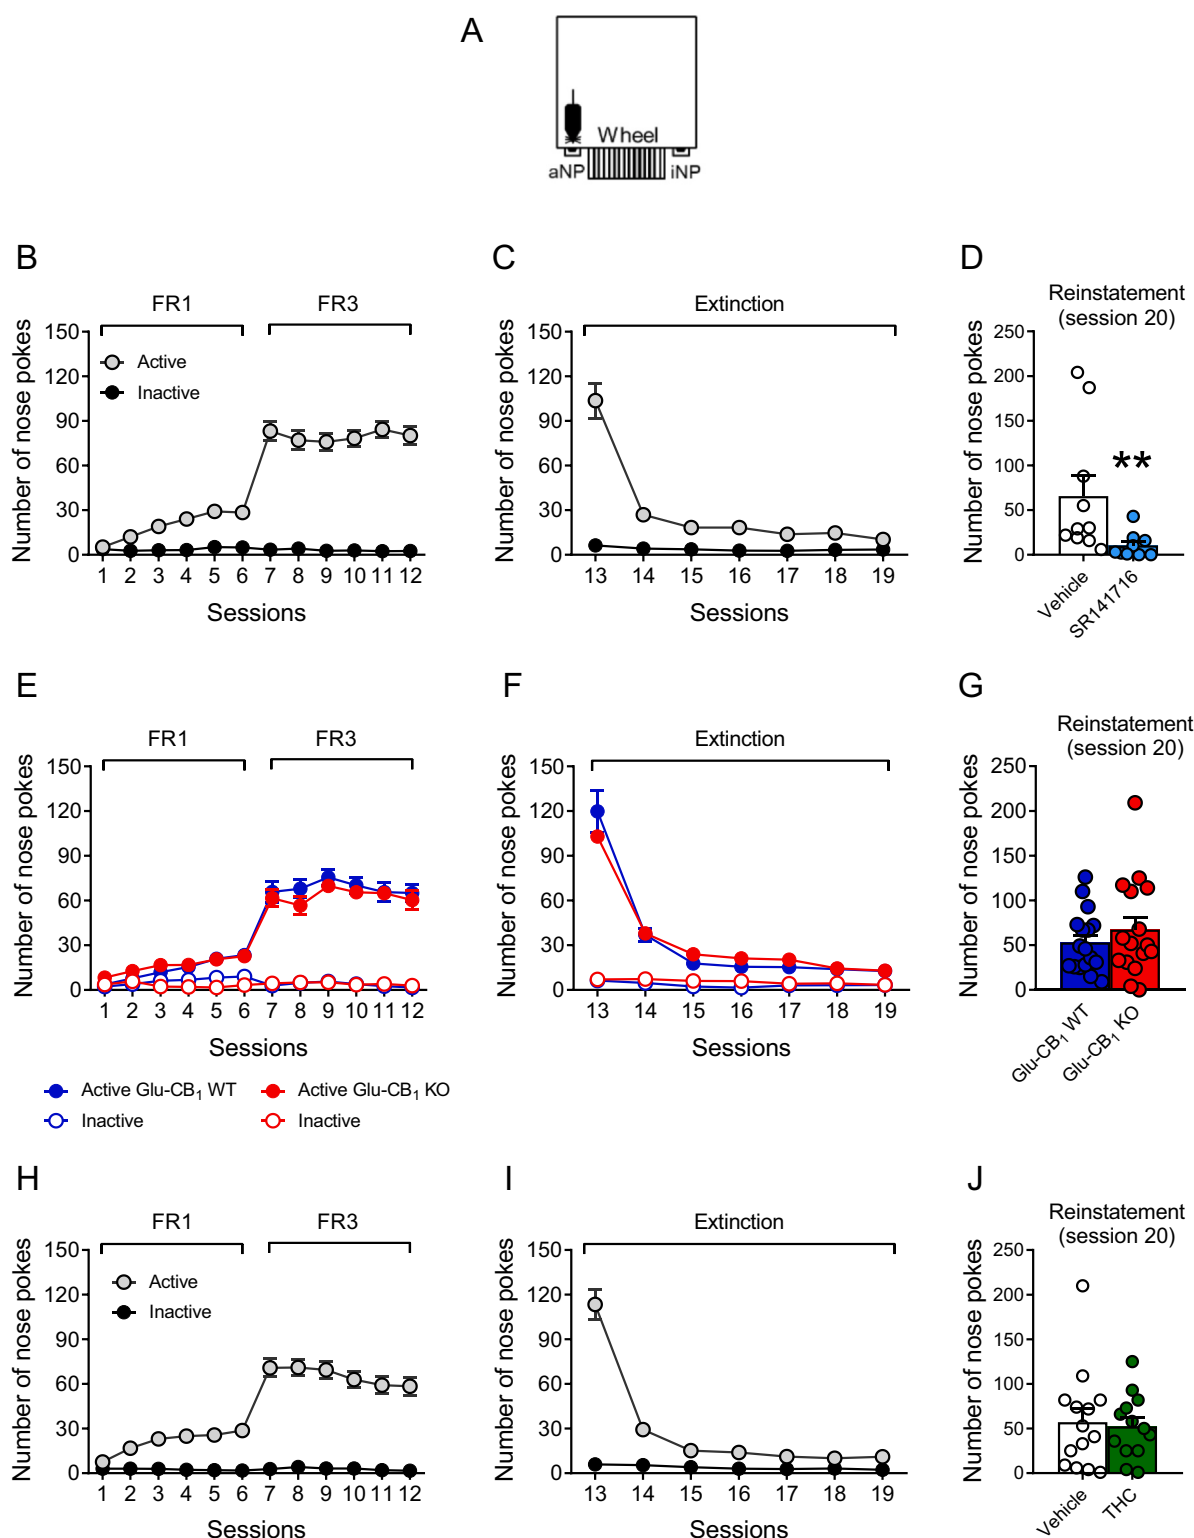 A
Wheel
aNP
iNP
B
FR1
FR3
Number of nose pokes
150
120
90
60
30
0
Active
Inactive
1 2 3 4 5 6 7 8 9 10 11 12
Sessions
C
Extinction
Number of nose pokes
150
120
90
60
30
0
13 14 15 16 17 18 19
Sessions
D
Reinstatement
(session 20)
Number of nose pokes
250
200
150
100
50
0
**
Vehicle
SR141716
E
FR1
FR3
Number of nose pokes
150
120
90
60
30
0
1 2 3 4 5 6 7 8 9 10 11 12
Sessions
F
Extinction
Number of nose pokes
150
120
90
60
30
0
13 14 15 16 17 18 19
Sessions
G
Reinstatement
(session 20)
Number of nose pokes
250
200
150
100
50
0
Glu-CB₁ WT
Glu-CB₁ KO
Active Glu-CB₁ WT
Active Glu-CB₁ KO
Inactive
Inactive
H
FR1
FR3
Number of nose pokes
150
120
90
60
30
0
Active
Inactive
1 2 3 4 5 6 7 8 9 10 11 12
Sessions
I
Extinction
Number of nose pokes
150
120
90
60
30
0
13 14 15 16 17 18 19
Sessions
J
Reinstatement
(session 20)
Number of nose pokes
250
200
150
100
50
0
Vehicle
THC